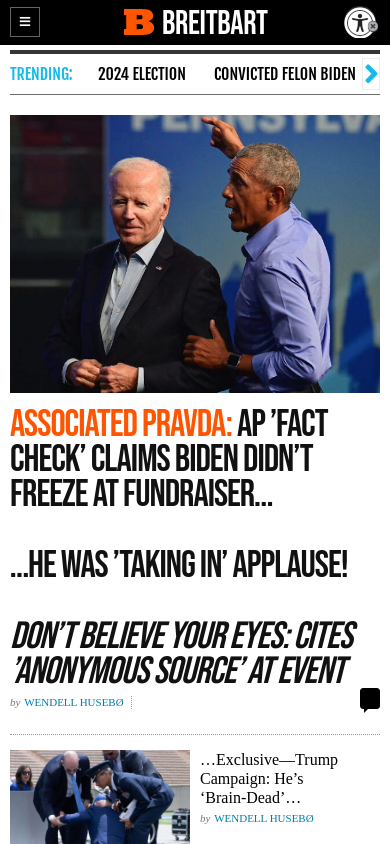 BREITBART
TRENDING: 2024 ELECTION CONVICTED FELON BIDEN
PENNSYLVA
ASSOCIATED PRAVDA: AP ’FACT
CHECK’ CLAIMS BIDEN DIDN’T
FREEZE AT FUNDRAISER…
…HE WAS ’TAKING IN’ APPLAUSE!
DON’T BELIEVE YOUR EYES: CITES
’ANONYMOUS SOURCE’ AT EVENT
by WENDELL HUSEBØ
…Exclusive—Trump
Campaign: He’s
‘Brain-Dead’…
by WENDELL HUSEBØ